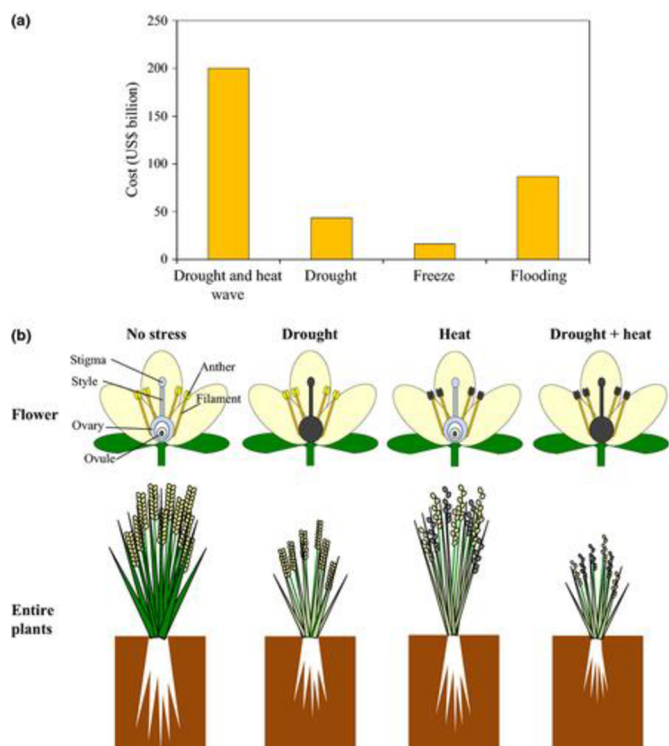 (a)
250
200
150
100
50
0
Cost (US$ billion)
Drought and heat
wave
Drought
Freeze
Flooding
(b)
No stress
Drought
Heat
Drought + heat
Flower
Stigma
Style
Ovary
Ovule
Anther
Filament
Entire
plants